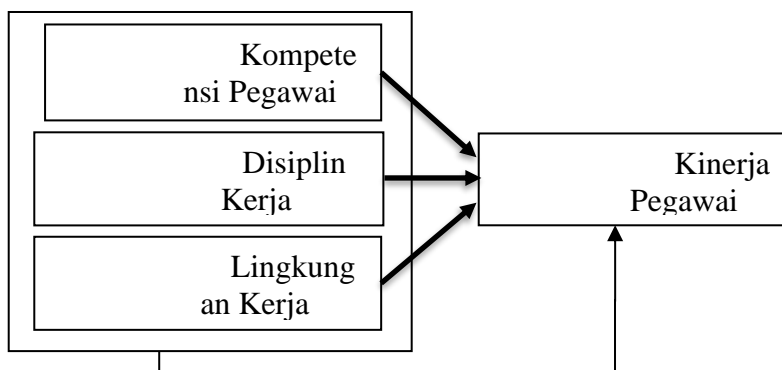 Kompete
nsi Pegawai
Disiplin
Kerja
Lingkung
an Kerja
Kinerja
Pegawai